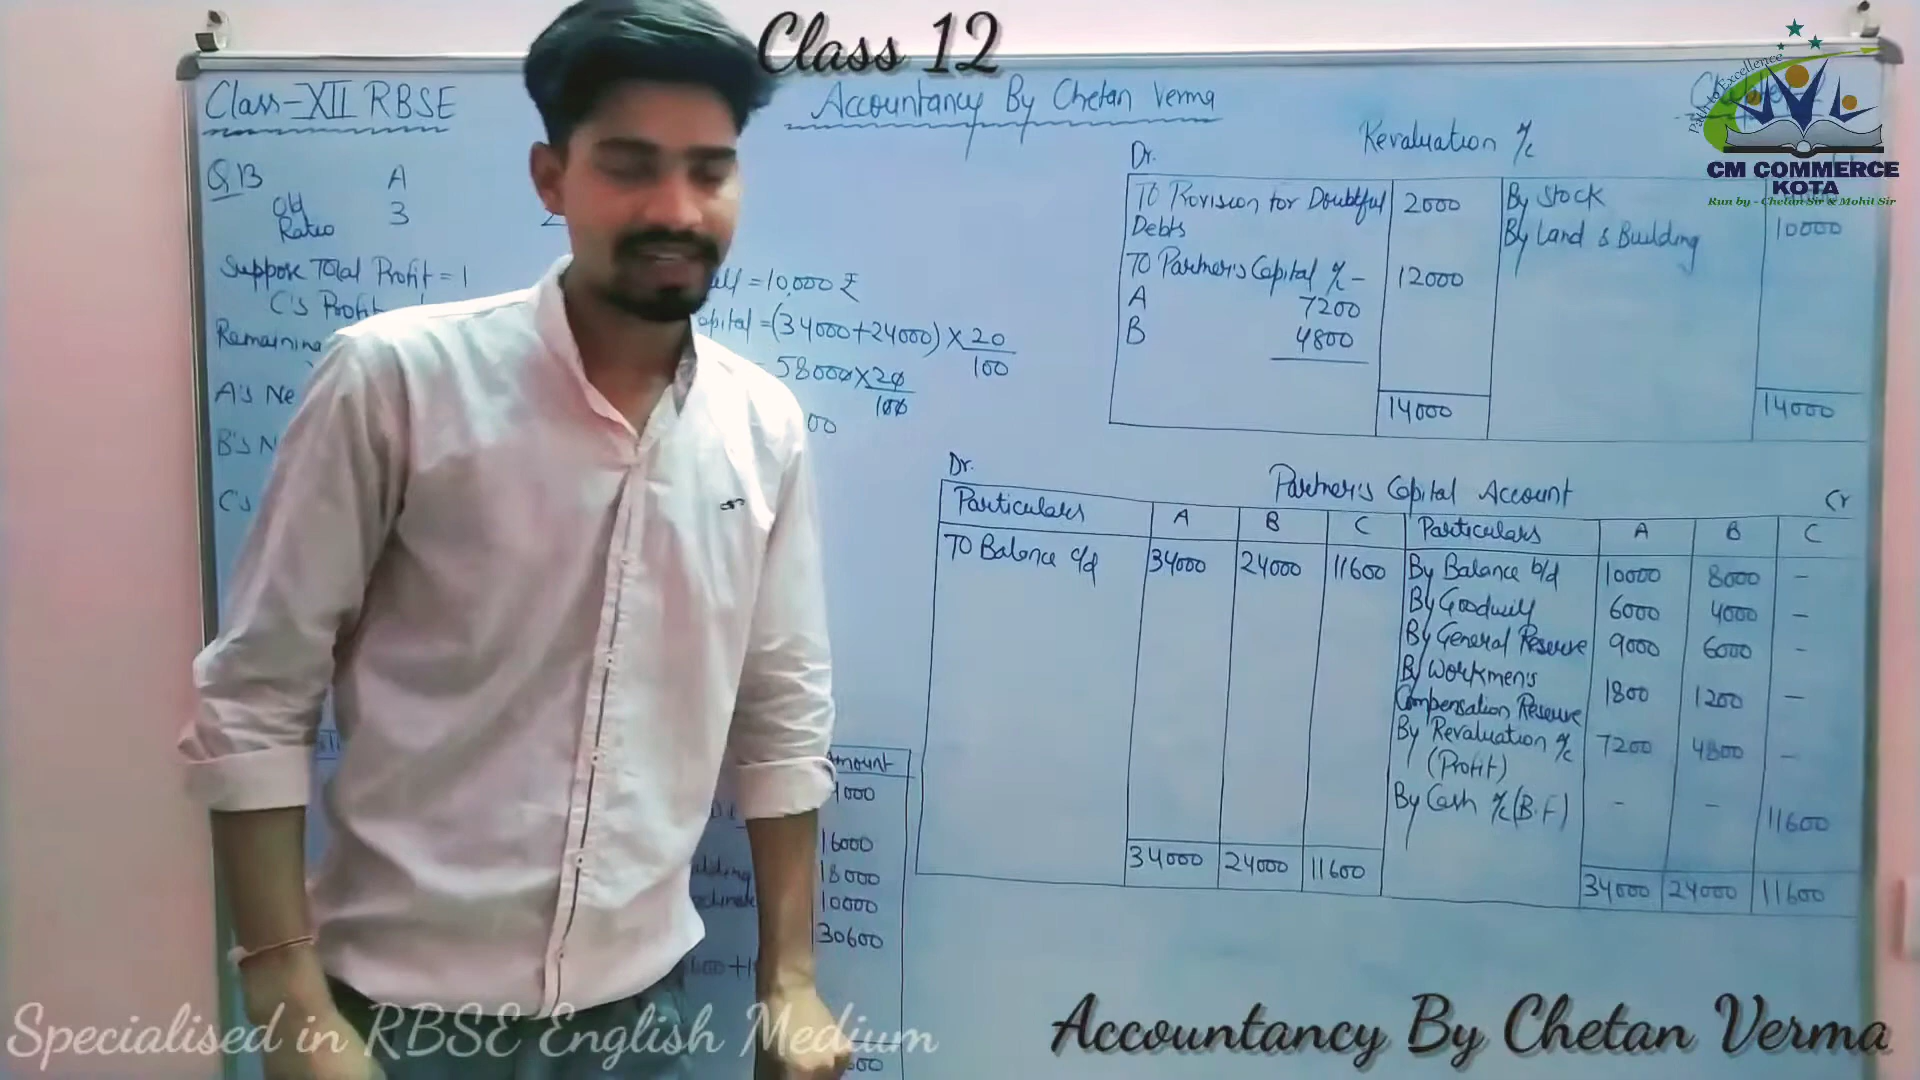 Class 12
Class-XII RBSE
Accountancy By Chetan Verma
Path to Excellence
CM COMMERCE
KOTA
Run by - Chetan Sir & Mohit Sir
Q 13
A
Old
Ratio
3
Suppose Total Profit = 1
C's Profit
Remaining
A's Ne
B's N
C's
= 10,000 ₹
= (34000+24000) × 20/100
58000 × 20/100
00
Revaluation A/c
Dr.
TO Provision for Doubtful Debts 2000 By Stock
By Land & Building 10000
TO Partner's Capital A/c - 12000
A 7200
B 4800
14000 14000
Partner's Capital Account
Dr. Cr
Particulars A B C Particulars A B C
TO Balance c/d 34000 24000 11600 By Balance b/d 10000 8000 -
By Goodwill 6000 4000 -
By General Reserve 9000 6000 -
By Workmen's
Compensation Reserve 1800 1200 -
By Revaluation A/c 7200 4800 -
(Profit)
By Cash A/c (B.F) - - 11600
34000 24000 11600 34000 24000 11600
Amount
16000
18000
10000
30600
Specialised in RBSE English Medium
Accountancy By Chetan Verma